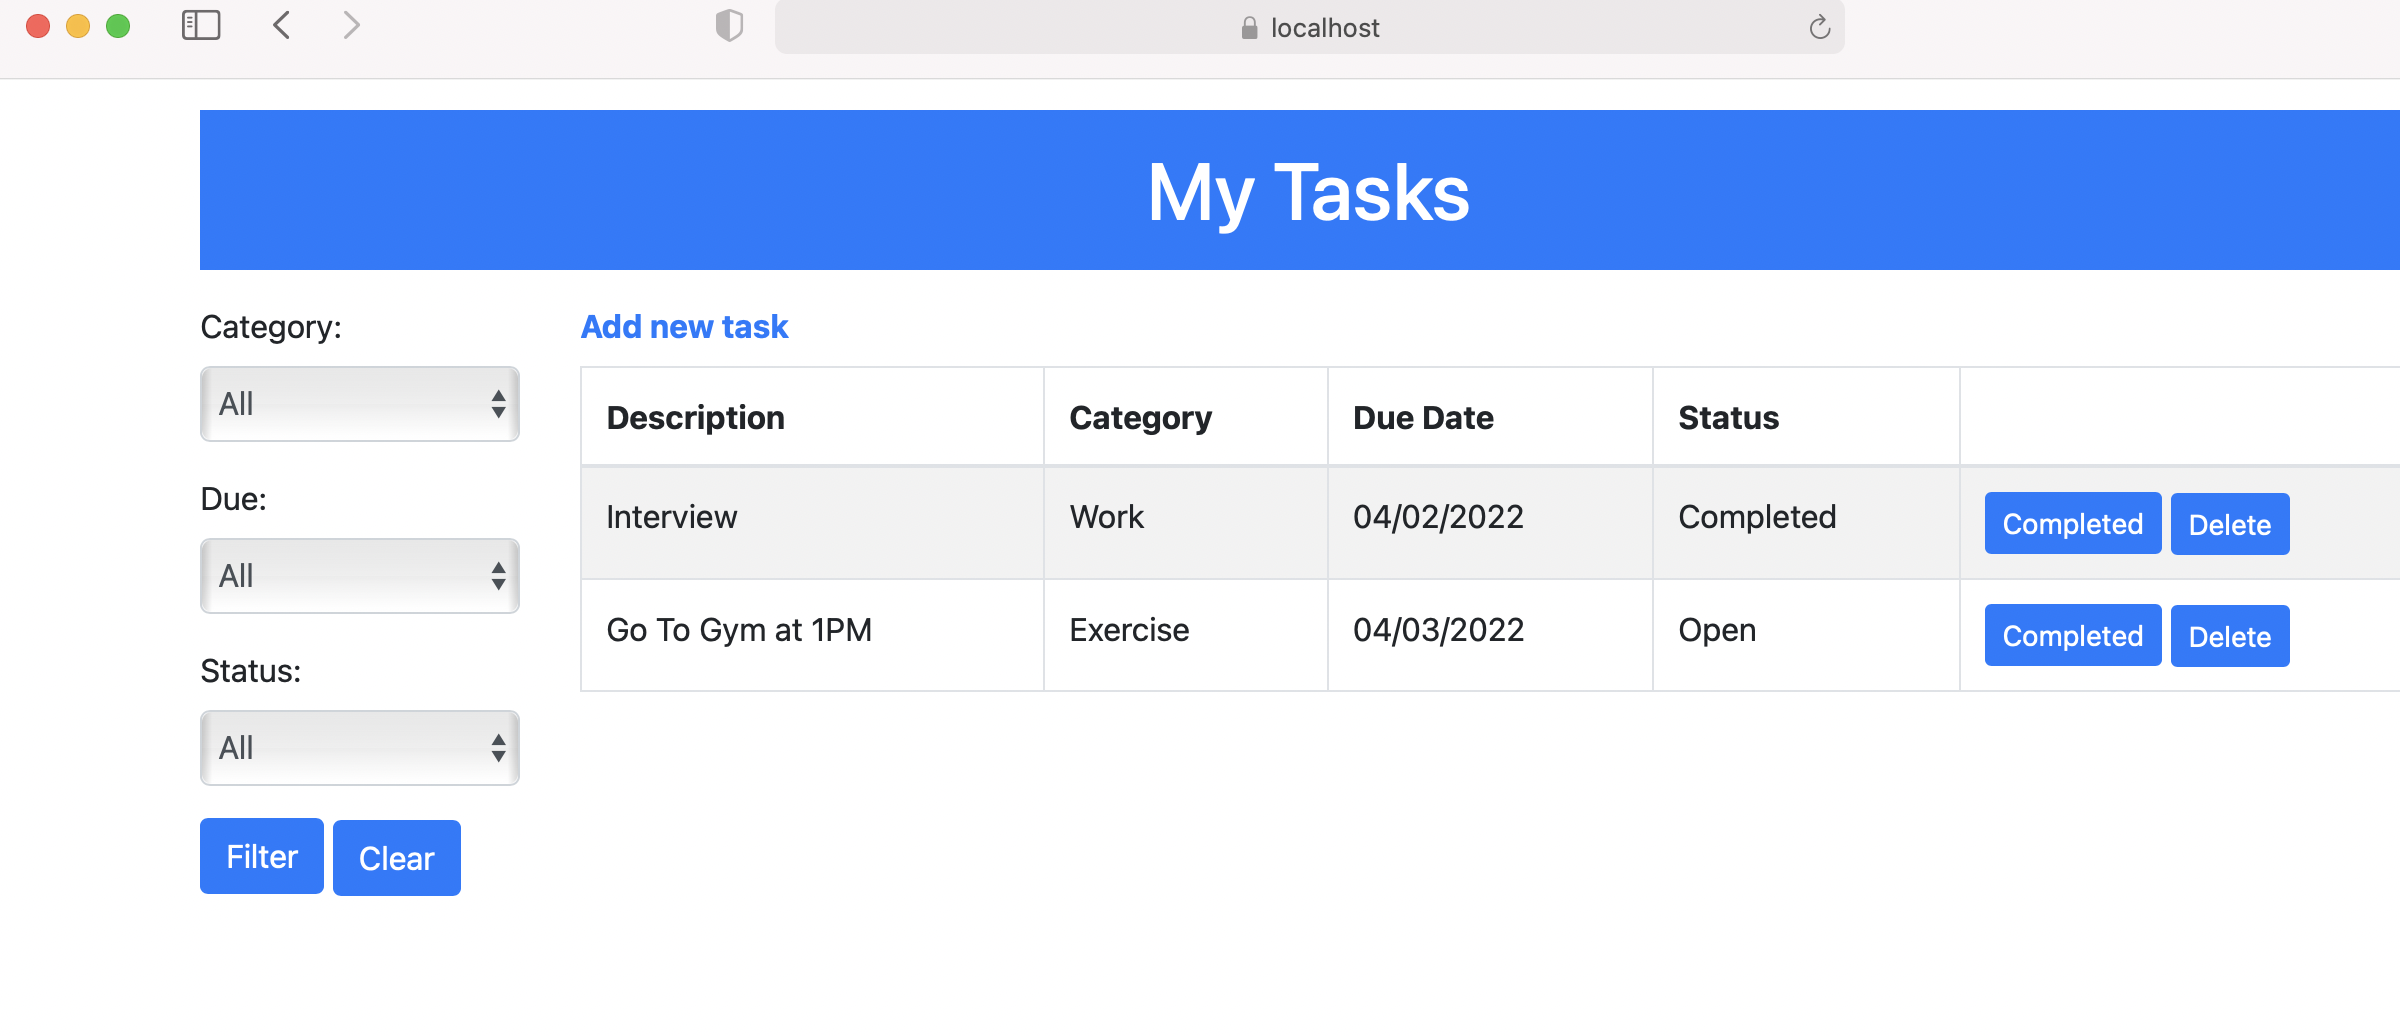 localhost
My Tasks
Category:
All
Due:
All
Status:
All
Filter Clear
Add new task
Description Category Due Date Status
Interview Work 04/02/2022 Completed Completed Delete
Go To Gym at 1PM Exercise 04/03/2022 Open Completed Delete